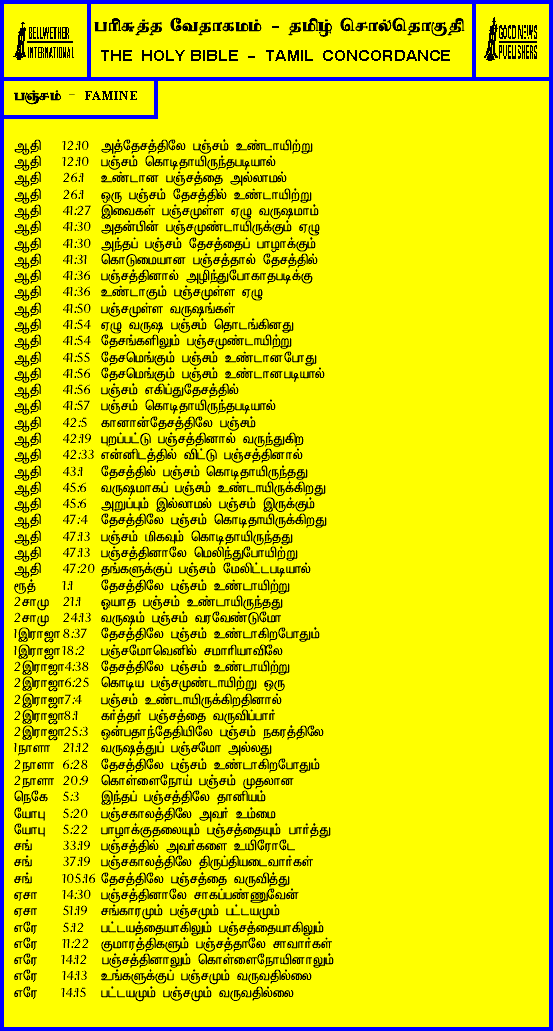 BELLWETHER
INTERNATIONAL
பரிசுத்த வேதாகமம் - தமிழ் சொல்தொகுதி
THE HOLY BIBLE - TAMIL CONCORDANCE
GOOD NEWS
PUBLISHERS
பஞ்சம் - FAMINE
ஆதி 12:10 அத்தேசத்திலே பஞ்சம் உண்டாயிற்று
ஆதி 12:10 பஞ்சம் கொடிதாயிருந்தபடியால்
ஆதி 26:1 உண்டான பஞ்சத்தை அல்லாமல்
ஆதி 26:1 ஒரு பஞ்சம் தேசத்தில் உண்டாயிற்று
ஆதி 41:27 இவைகள் பஞ்சமுள்ள ஏழு வருஷமாம்
ஆதி 41:30 அதன்பின் பஞ்சமுண்டாயிருக்கும் ஏழு
ஆதி 41:30 அந்தப் பஞ்சம் தேசத்தைப் பாழாக்கும்
ஆதி 41:31 கொடுமையான பஞ்சத்தால் தேசத்தில்
ஆதி 41:36 பஞ்சத்தினால் அழிந்துபோகாதபடிக்கு
ஆதி 41:36 உண்டாகும் பஞ்சமுள்ள ஏழு
ஆதி 41:50 பஞ்சமுள்ள வருஷங்கள்
ஆதி 41:54 ஏழு வருஷ பஞ்சம் தொடங்கினது
ஆதி 41:54 தேசங்களிலும் பஞ்சமுண்டாயிற்று
ஆதி 41:55 தேசமெங்கும் பஞ்சம் உண்டானபோது
ஆதி 41:56 தேசமெங்கும் பஞ்சம் உண்டானபடியால்
ஆதி 41:56 பஞ்சம் எகிப்துதேசத்தில்
ஆதி 41:57 பஞ்சம் கொடிதாயிருந்தபடியால்
ஆதி 42:5 கானான்தேசத்திலே பஞ்சம்
ஆதி 42:19 புறப்பட்டு பஞ்சத்தினால் வருந்துகிற
ஆதி 42:33 என்னிடத்தில் விட்டு பஞ்சத்தினால்
ஆதி 43:1 தேசத்தில் பஞ்சம் கொடிதாயிருந்தது
ஆதி 45:6 வருஷமாகப் பஞ்சம் உண்டாயிருக்கிறது
ஆதி 45:6 அறுப்பும் இல்லாமல் பஞ்சம் இருக்கும்
ஆதி 47:4 தேசத்திலே பஞ்சம் கொடிதாயிருக்கிறது
ஆதி 47:13 பஞ்சம் மிகவும் கொடிதாயிருந்தது
ஆதி 47:13 பஞ்சத்தினாலே மெலிந்துபோயிற்று
ஆதி 47:20 தங்களுக்குப் பஞ்சம் மேலிட்டபடியால்
ரூத் 1:1 தேசத்திலே பஞ்சம் உண்டாயிற்று
2சாமு 21:1 ஓயாத பஞ்சம் உண்டாயிருந்தது
2சாமு 24:13 வருஷம் பஞ்சம் வரவேண்டுமோ
1இராஜா 8:37 தேசத்திலே பஞ்சம் உண்டாகிறபோதும்
1இராஜா 18:2 பஞ்சமோவெனில் சமாரியாவிலே
2இராஜா 4:38 தேசத்திலே பஞ்சம் உண்டாயிற்று
2இராஜா 6:25 கொடிய பஞ்சமுண்டாயிற்று ஒரு
2இராஜா 7:4 பஞ்சம் உண்டாயிருக்கிறதினால்
2இராஜா 8:1 கர்த்தர் பஞ்சத்தை வருவிப்பார்
2இராஜா 25:3 ஒன்பதாந்தேதியிலே பஞ்சம் நகரத்திலே
1நாளா 21:12 வருஷத்துப் பஞ்சமோ அல்லது
2நாளா 6:28 தேசத்திலே பஞ்சம் உண்டாகிறபோதும்
2நாளா 20:9 கொள்ளைநோய் பஞ்சம் முதலான
நெகே 5:3 இந்தப் பஞ்சத்திலே தானியம்
யோபு 5:20 பஞ்சகாலத்திலே அவர் உம்மை
யோபு 5:22 பாழாக்குதலையும் பஞ்சத்தையும் பார்த்து
சங் 33:19 பஞ்சத்தில் அவர்களை உயிரோடே
சங் 37:19 பஞ்சகாலத்திலே திருப்தியடைவார்கள்
சங் 105:16 தேசத்திலே பஞ்சத்தை வருவித்து
ஏசா 14:30 பஞ்சத்தினாலே சாகப்பண்ணுவேன்
ஏசா 51:19 சங்காரமும் பஞ்சமும் பட்டயமும்
எரே 5:12 பட்டயத்தையாகிலும் பஞ்சத்தையாகிலும்
எரே 11:22 குமாரத்திகளும் பஞ்சத்தாலே சாவார்கள்
எரே 14:12 பஞ்சத்தினாலும் கொள்ளைநோயினாலும்
எரே 14:13 உங்களுக்குப் பஞ்சமும் வருவதில்லை
எரே 14:15 பட்டயமும் பஞ்சமும் வருவதில்லை